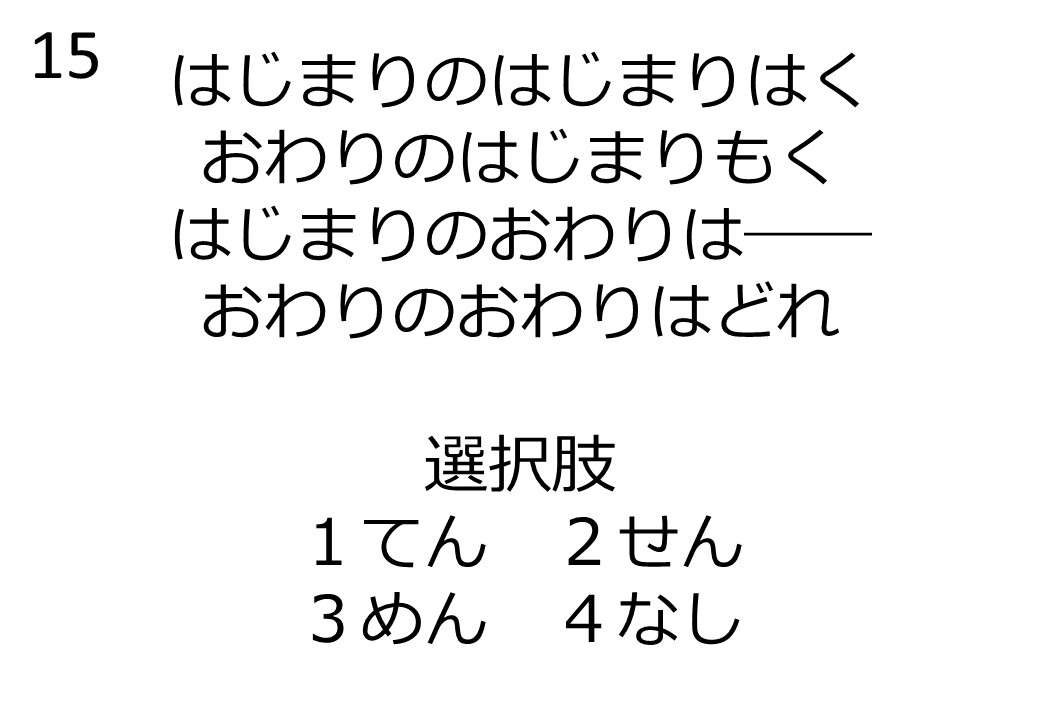 15
はじまりのはじまりはく
おわりのはじまりもく
はじまりのおわりは――
おわりのおわりはどれ
選択肢
1てん　2せん
3めん　4なし